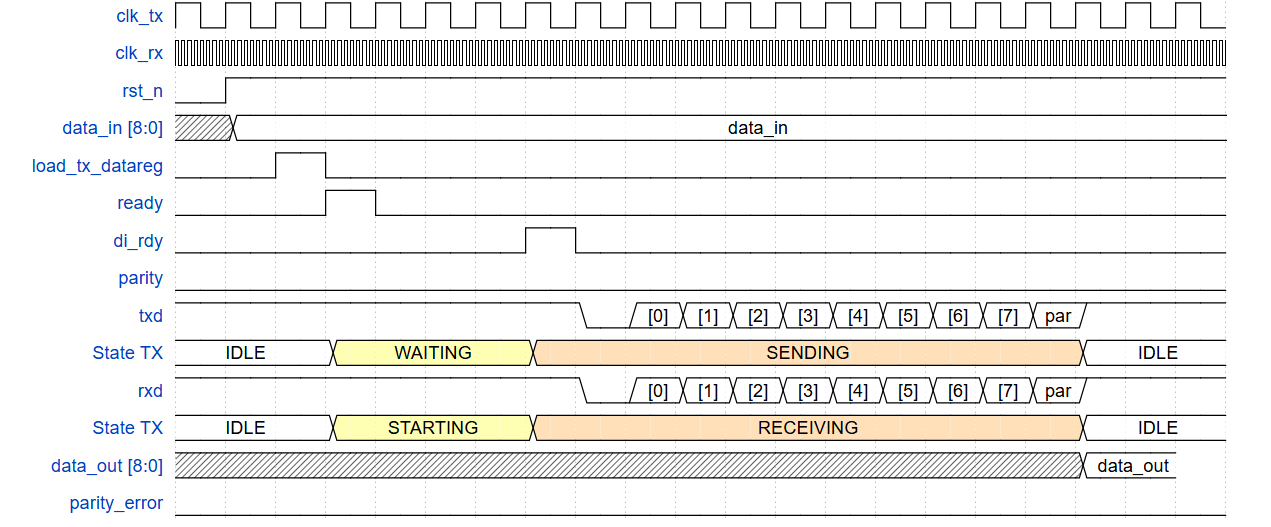 clk_tx
clk_rx
rst_n
data_in [8:0] data_in
load_tx_datareg
ready
di_rdy
parity
txd [0] [1] [2] [3] [4] [5] [6] [7] par
State TX IDLE WAITING SENDING IDLE
rxd [0] [1] [2] [3] [4] [5] [6] [7] par
State TX IDLE STARTING RECEIVING IDLE
data_out [8:0] data_out
parity_error